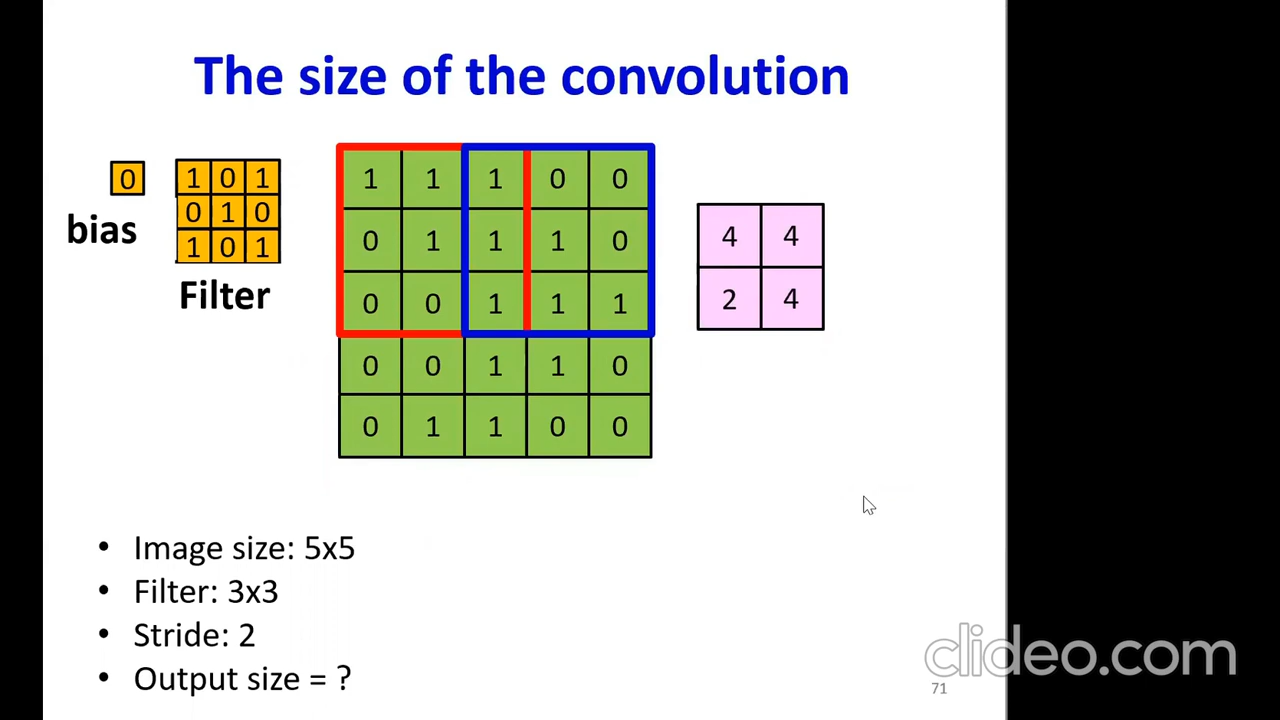 The size of the convolution
0
bias
1 0 1
0 1 0
1 0 1
Filter
1 1 1 0 0
0 1 1 1 0
0 0 1 1 1
0 0 1 1 0
0 1 1 0 0
4 4
2 4
• Image size: 5x5
• Filter: 3x3
• Stride: 2
• Output size = ?
clideo.com
71